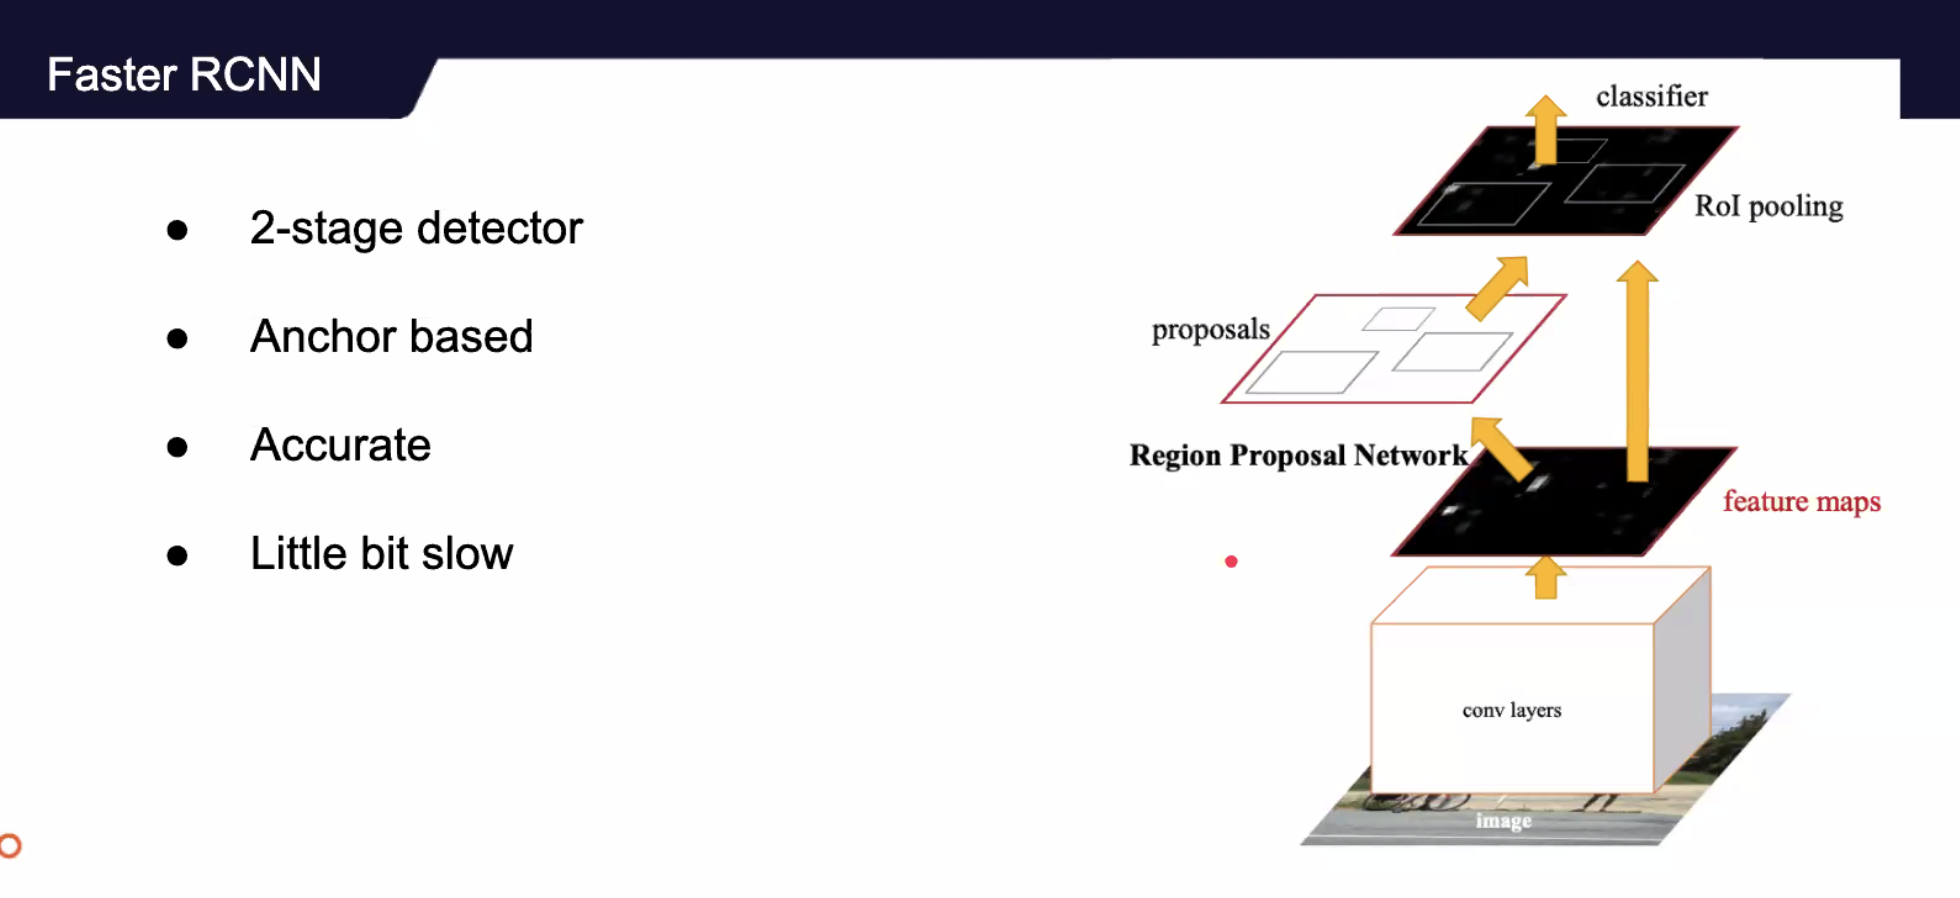 Faster RCNN
● 2-stage detector
● Anchor based
● Accurate
● Little bit slow
classifier
RoI pooling
proposals
Region Proposal Network
feature maps
conv layers
image